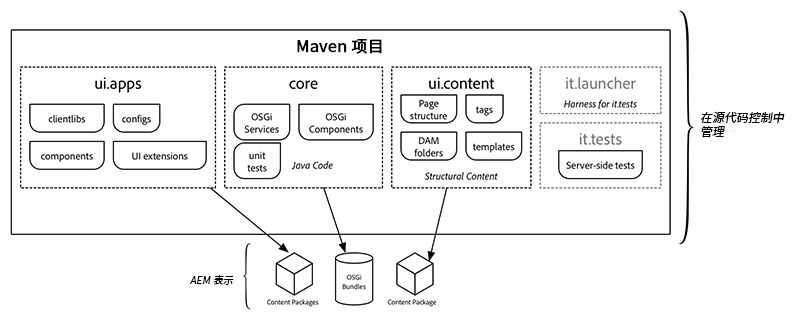 Maven 项目
ui.apps
clientlibs
configs
components
UI extensions
core
OSGi
Services
OSGi
Components
unit
tests
Java Code
ui.content
Page
structure
tags
DAM
folders
templates
Structural Content
it.launcher
Harness for it.tests
it.tests
Server-side tests
在源代码控制中
管理
AEM 表示
Content Packages
OSGi
Bundles
Content Package